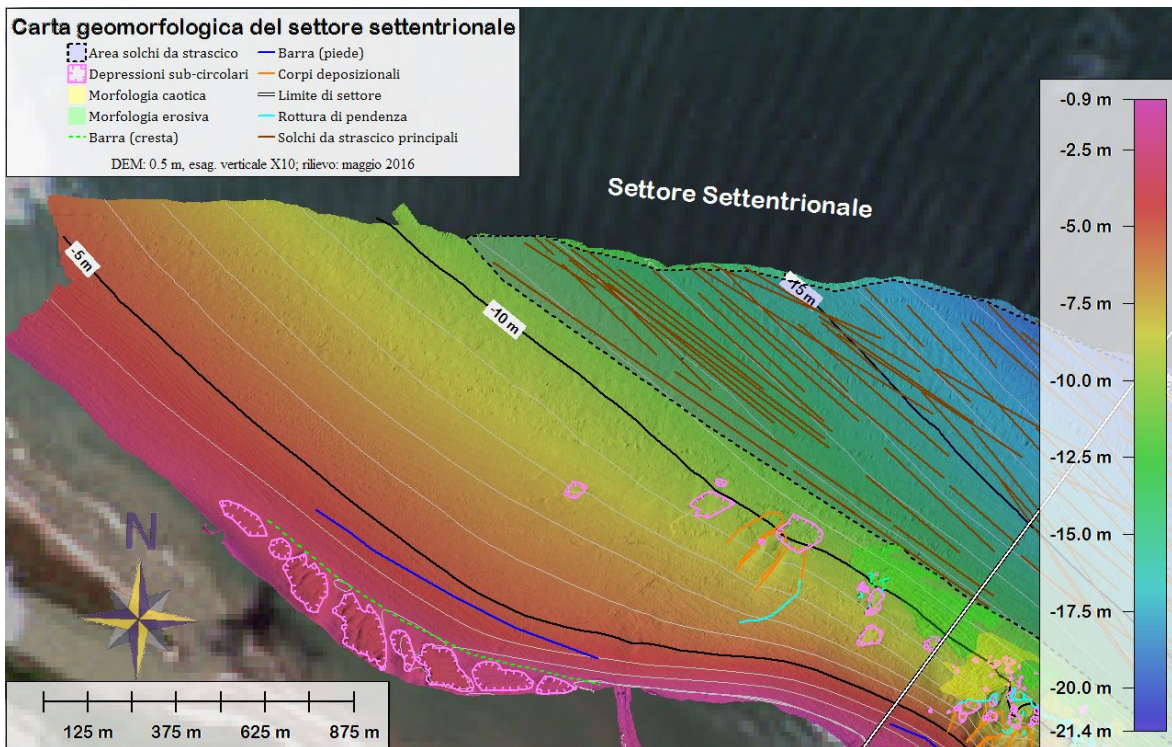 Carta geomorfologica del settore settentrionale
Area solchi da strascico
Depressioni sub-circolari
Morfologia caotica
Morfologia erosiva
Barra (cresta)
Barra (piede)
Corpi deposizionali
Limite di settore
Rottura di pendenza
Solchi da strascico principali
DEM: 0.5 m, esag. verticale X10; rilievo: maggio 2016
Settore Settentrionale
-5 m
-10 m
-15 m
-0.9 m
-2.5 m
-5.0 m
-7.5 m
-10.0 m
-12.5 m
-15.0 m
-17.5 m
-20.0 m
-21.4 m
N
125 m 375 m 625 m 875 m